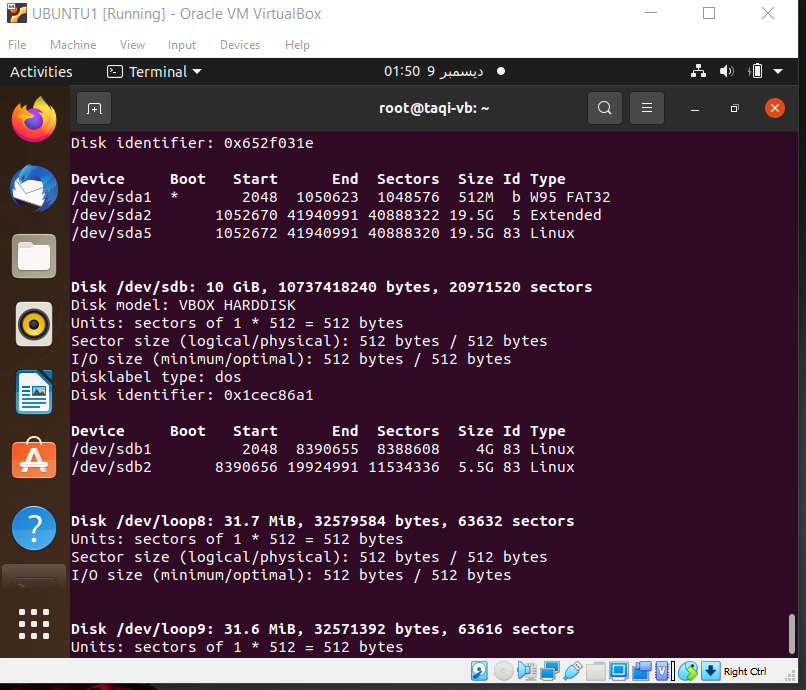 UBUNTU1 [Running] - Oracle VM VirtualBox
File Machine View Input Devices Help
Activities Terminal 01:50 9 ديسمبر
root@taqi-vb: ~
Disk identifier: 0x652f031e
Device Boot Start End Sectors Size Id Type
/dev/sda1 * 2048 1050623 1048576 512M b W95 FAT32
/dev/sda2 1052670 41940991 40888322 19.5G 5 Extended
/dev/sda5 1052672 41940991 40888320 19.5G 83 Linux
Disk /dev/sdb: 10 GiB, 10737418240 bytes, 20971520 sectors
Disk model: VBOX HARDDISK
Units: sectors of 1 * 512 = 512 bytes
Sector size (logical/physical): 512 bytes / 512 bytes
I/O size (minimum/optimal): 512 bytes / 512 bytes
Disklabel type: dos
Disk identifier: 0x1cec86a1
Device Boot Start End Sectors Size Id Type
/dev/sdb1 2048 8390655 8388608 4G 83 Linux
/dev/sdb2 8390656 19924991 11534336 5.5G 83 Linux
Disk /dev/loop8: 31.7 MiB, 32579584 bytes, 63632 sectors
Units: sectors of 1 * 512 = 512 bytes
Sector size (logical/physical): 512 bytes / 512 bytes
I/O size (minimum/optimal): 512 bytes / 512 bytes
Disk /dev/loop9: 31.6 MiB, 32571392 bytes, 63616 sectors
Units: sectors of 1 * 512 = 512 bytes
Right Ctrl